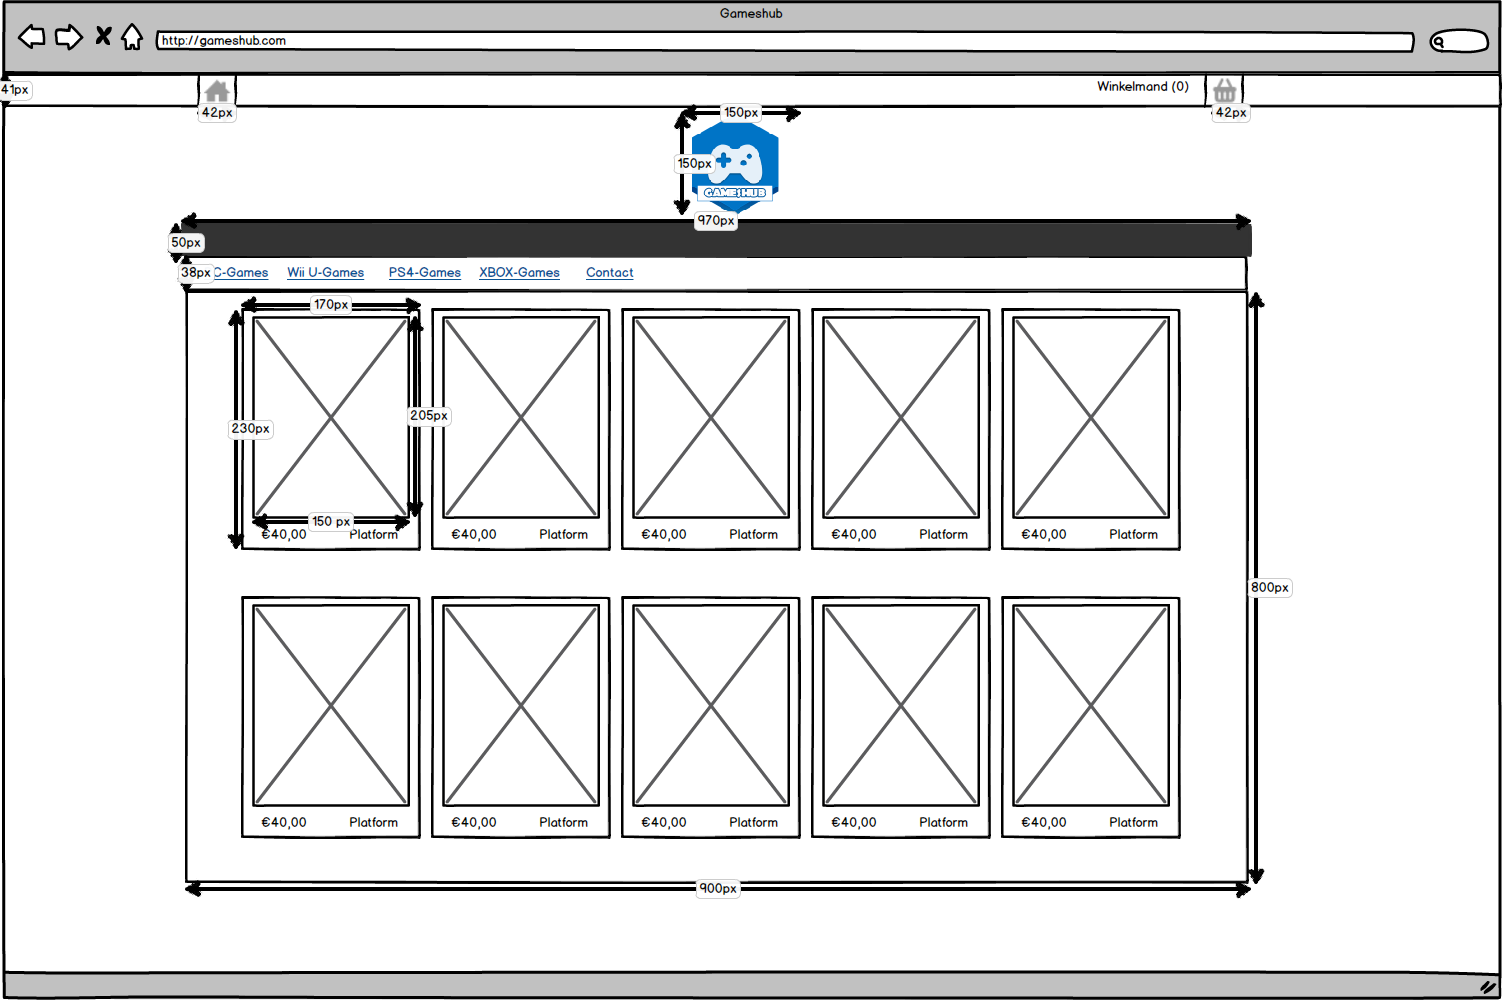 Gameshub
http://gameshub.com
41px
Winkelmand (0)
42px
42px
150px
150px
GAMESHUB
970px
50px
38px
C-Games Wii U-Games PS4-Games XBOX-Games Contact
170px
230px
205px
150 px
€40,00 Platform €40,00 Platform €40,00 Platform €40,00 Platform €40,00 Platform
800px
€40,00 Platform €40,00 Platform €40,00 Platform €40,00 Platform €40,00 Platform
900px